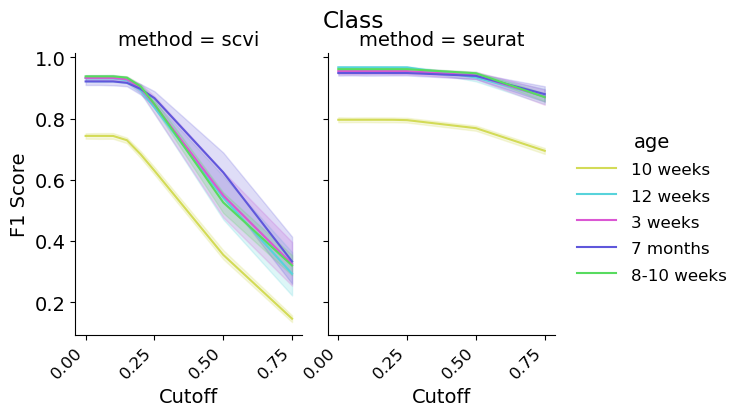 Class
method = scvi
method = seurat
1.0
0.8
0.6
0.4
0.2
F1 Score
0.00
0.25
0.50
0.75
0.00
0.25
0.50
0.75
Cutoff
Cutoff
age
10 weeks
12 weeks
3 weeks
7 months
8-10 weeks